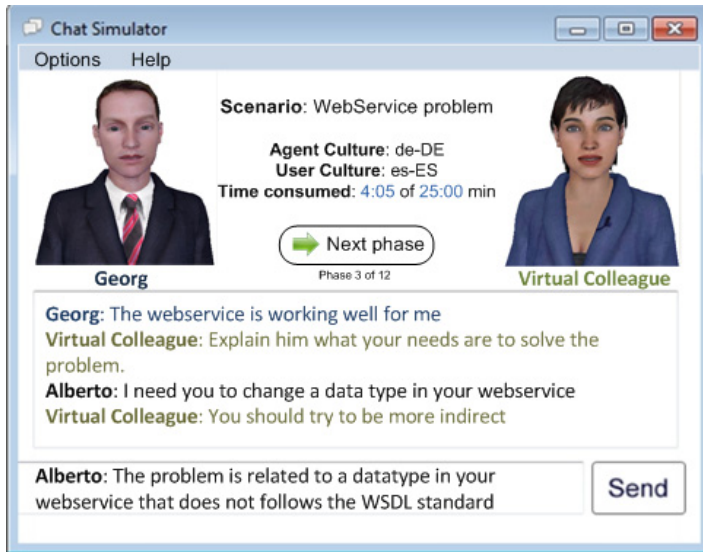 Chat Simulator
Options Help
Scenario: WebService problem
Agent Culture: de-DE
User Culture: es-ES
Time consumed: 4:05 of 25:00 min
Next phase
Phase 3 of 12
Georg
Virtual Colleague
Georg: The webservice is working well for me
Virtual Colleague: Explain him what your needs are to solve the
problem.
Alberto: I need you to change a data type in your webservice
Virtual Colleague: You should try to be more indirect
Alberto: The problem is related to a datatype in your
webservice that does not follows the WSDL standard
Send